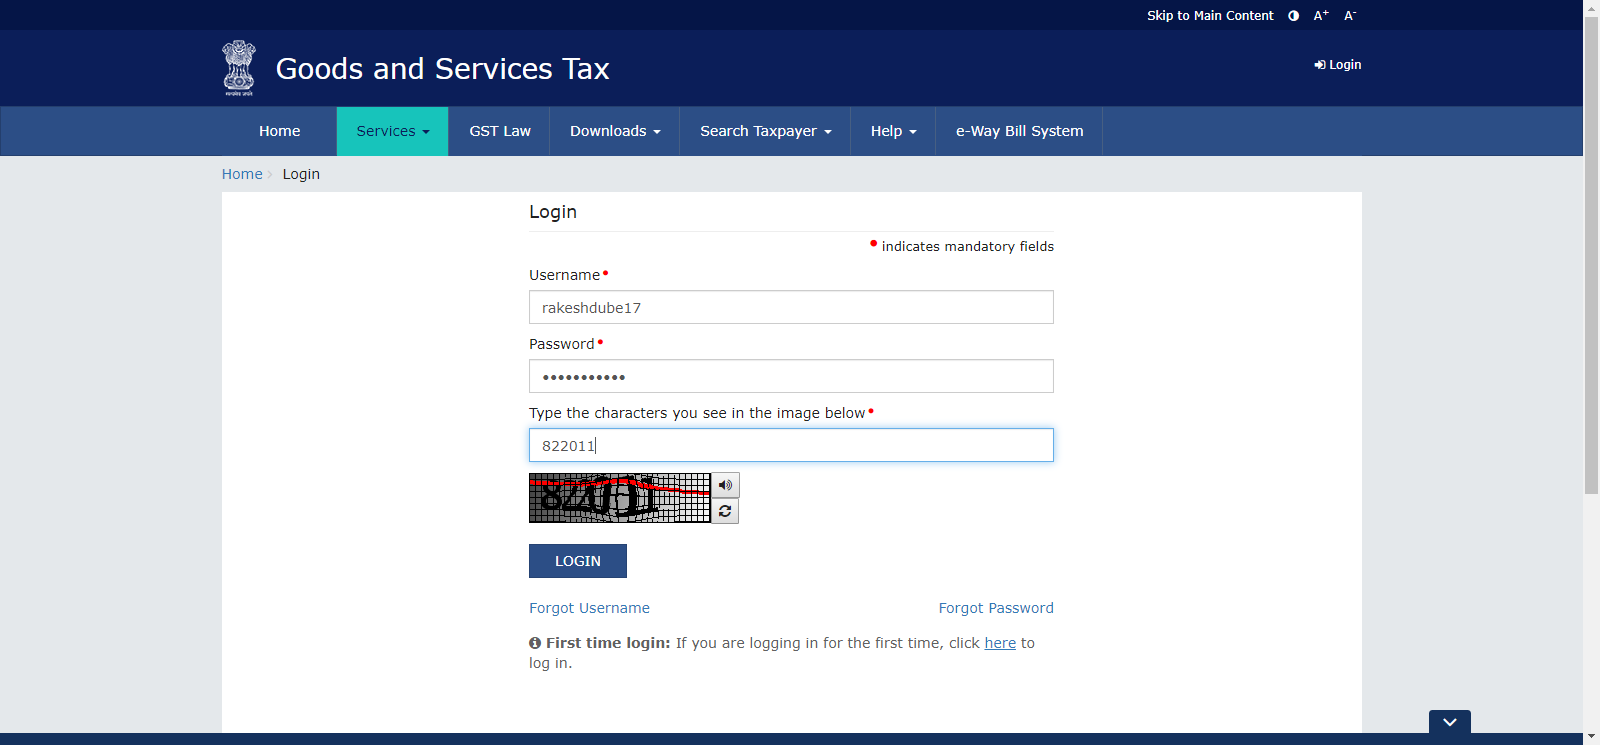 Skip to Main Content A+ A-
Goods and Services Tax
Login
Home Services GST Law Downloads Search Taxpayer Help e-Way Bill System
Home Login
Login
• indicates mandatory fields
Username•
rakeshdube17
Password•
•••••••••••
Type the characters you see in the image below•
822011
LOGIN
Forgot Username Forgot Password
First time login: If you are logging in for the first time, click here to
log in.